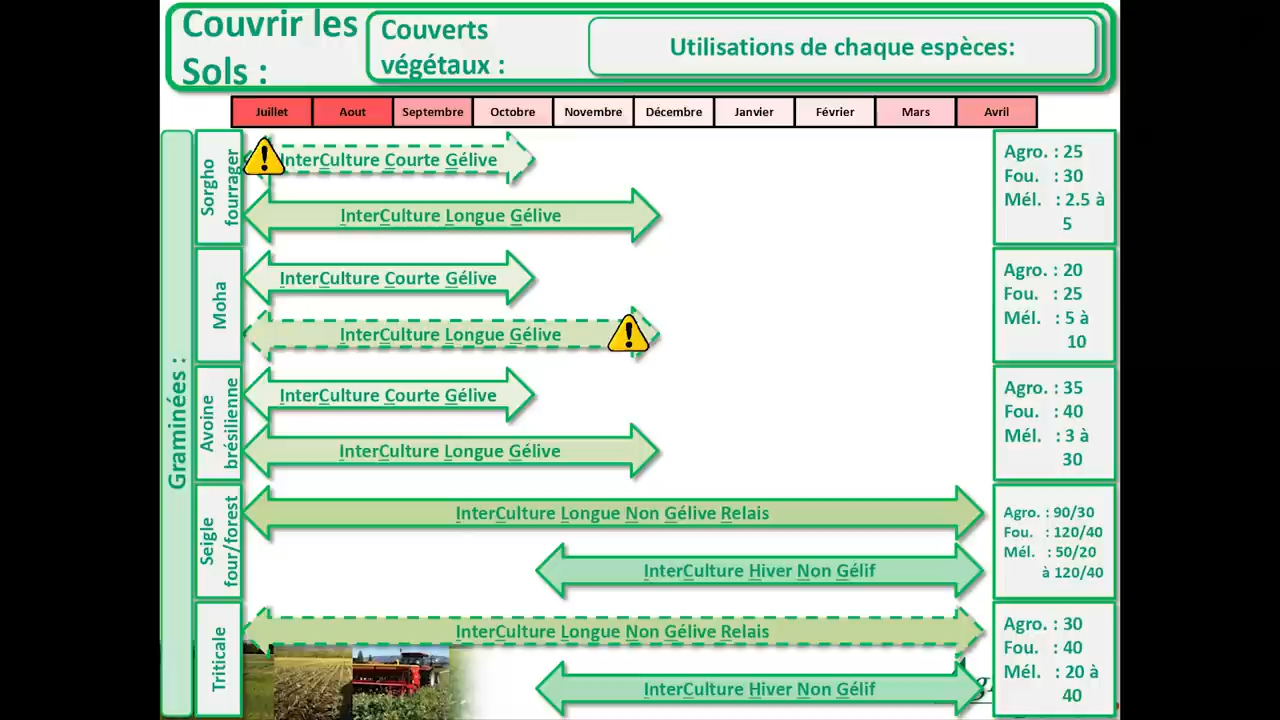 Couvrir les
Sols :
Couverts
végétaux :
Utilisations de chaque espèces:
Juillet Aout Septembre Octobre Novembre Décembre Janvier Février Mars Avril
Graminées :
Sorgho
fourrager
InterCulture Courte Gélive
InterCulture Longue Gélive
Agro. : 25
Fou. : 30
Mél. : 2.5 à
5
Moha
InterCulture Courte Gélive
InterCulture Longue Gélive
Agro. : 20
Fou. : 25
Mél. : 5 à
10
Avoine
brésilienne
InterCulture Courte Gélive
InterCulture Longue Gélive
Agro. : 35
Fou. : 40
Mél. : 3 à
30
Seigle
four/forest
InterCulture Longue Non Gélive Relais
InterCulture Hiver Non Gélif
Agro. : 90/30
Fou. : 120/40
Mél. : 50/20
à 120/40
Triticale
InterCulture Longue Non Gélive Relais
InterCulture Hiver Non Gélif
Agro. : 30
Fou. : 40
Mél. : 20 à
40